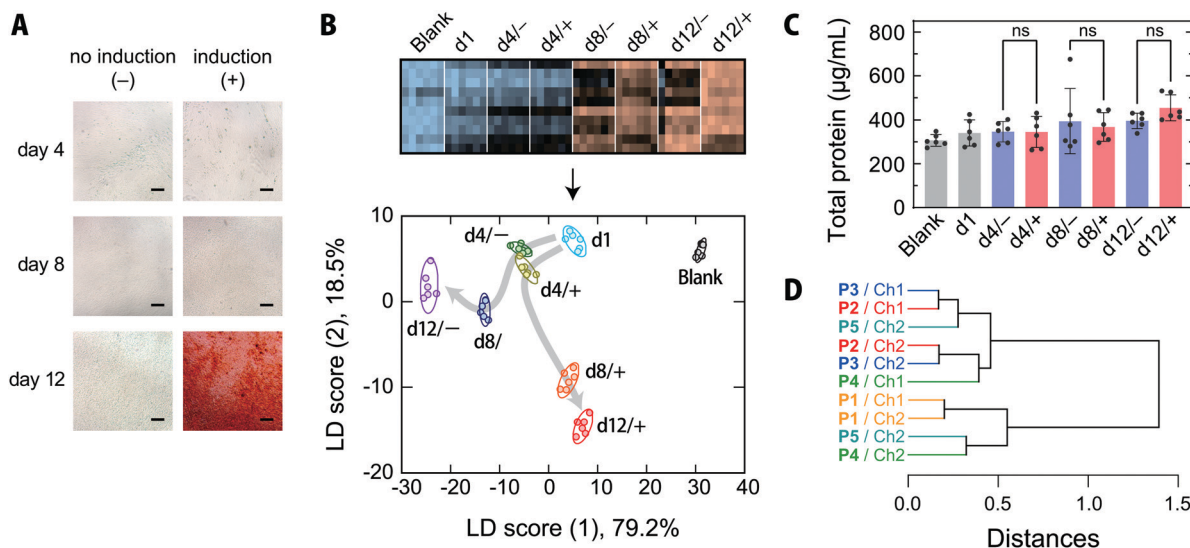 A
no induction
(–)
induction
(+)
day 4
day 8
day 12
B
Blank
d1
d4/–
d4/+
d8/–
d8/+
d12/–
d12/+
10
0
-10
-20
LD score (2), 18.5%
d4/–
d1
d4/+
Blank
d12/–
d8/
d8/+
d12/+
-30
-20
-10
0
10
20
30
40
LD score (1), 79.2%
C
Total protein (µg/mL)
800
600
400
200
0
ns
ns
ns
Blank
d1
d4/–
d4/+
d8/–
d8/+
d12/–
d12/+
D
P3 / Ch1
P2 / Ch1
P5 / Ch2
P2 / Ch2
P3 / Ch2
P4 / Ch1
P1 / Ch1
P1 / Ch2
P5 / Ch2
P4 / Ch2
0.0
0.5
1.0
1.5
Distances